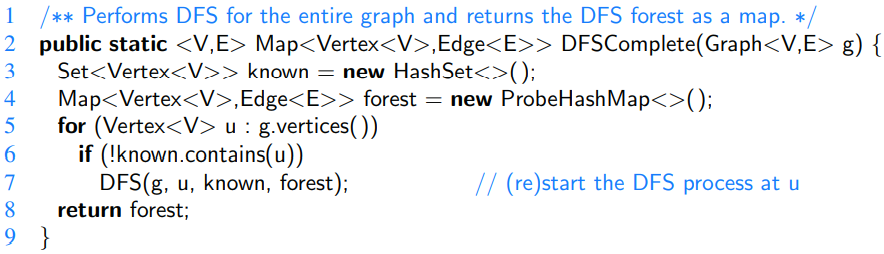 1 /** Performs DFS for the entire graph and returns the DFS forest as a map. */
2 public static <V,E> Map<Vertex<V>,Edge<E>> DFSComplete(Graph<V,E> g) {
3 Set<Vertex<V>> known = new HashSet<>();
4 Map<Vertex<V>,Edge<E>> forest = new ProbeHashMap<>();
5 for (Vertex<V> u : g.vertices())
6 if (!known.contains(u))
7 DFS(g, u, known, forest); // (re)start the DFS process at u
8 return forest;
9 }